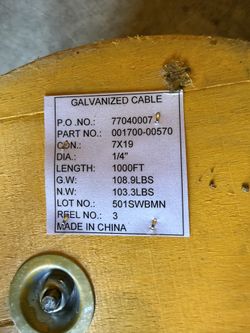 GALVANIZED CABLE
P.O .NO.: 77040007
PART NO.: 001700-00570
CON.: 7X19
DIA.: 1/4"
LENGTH: 1000FT
G.W: 108.9LBS
N.W: 103.3LBS
LOT NO.: 501SWBMN
REEL NO.: 3
MADE IN CHINA